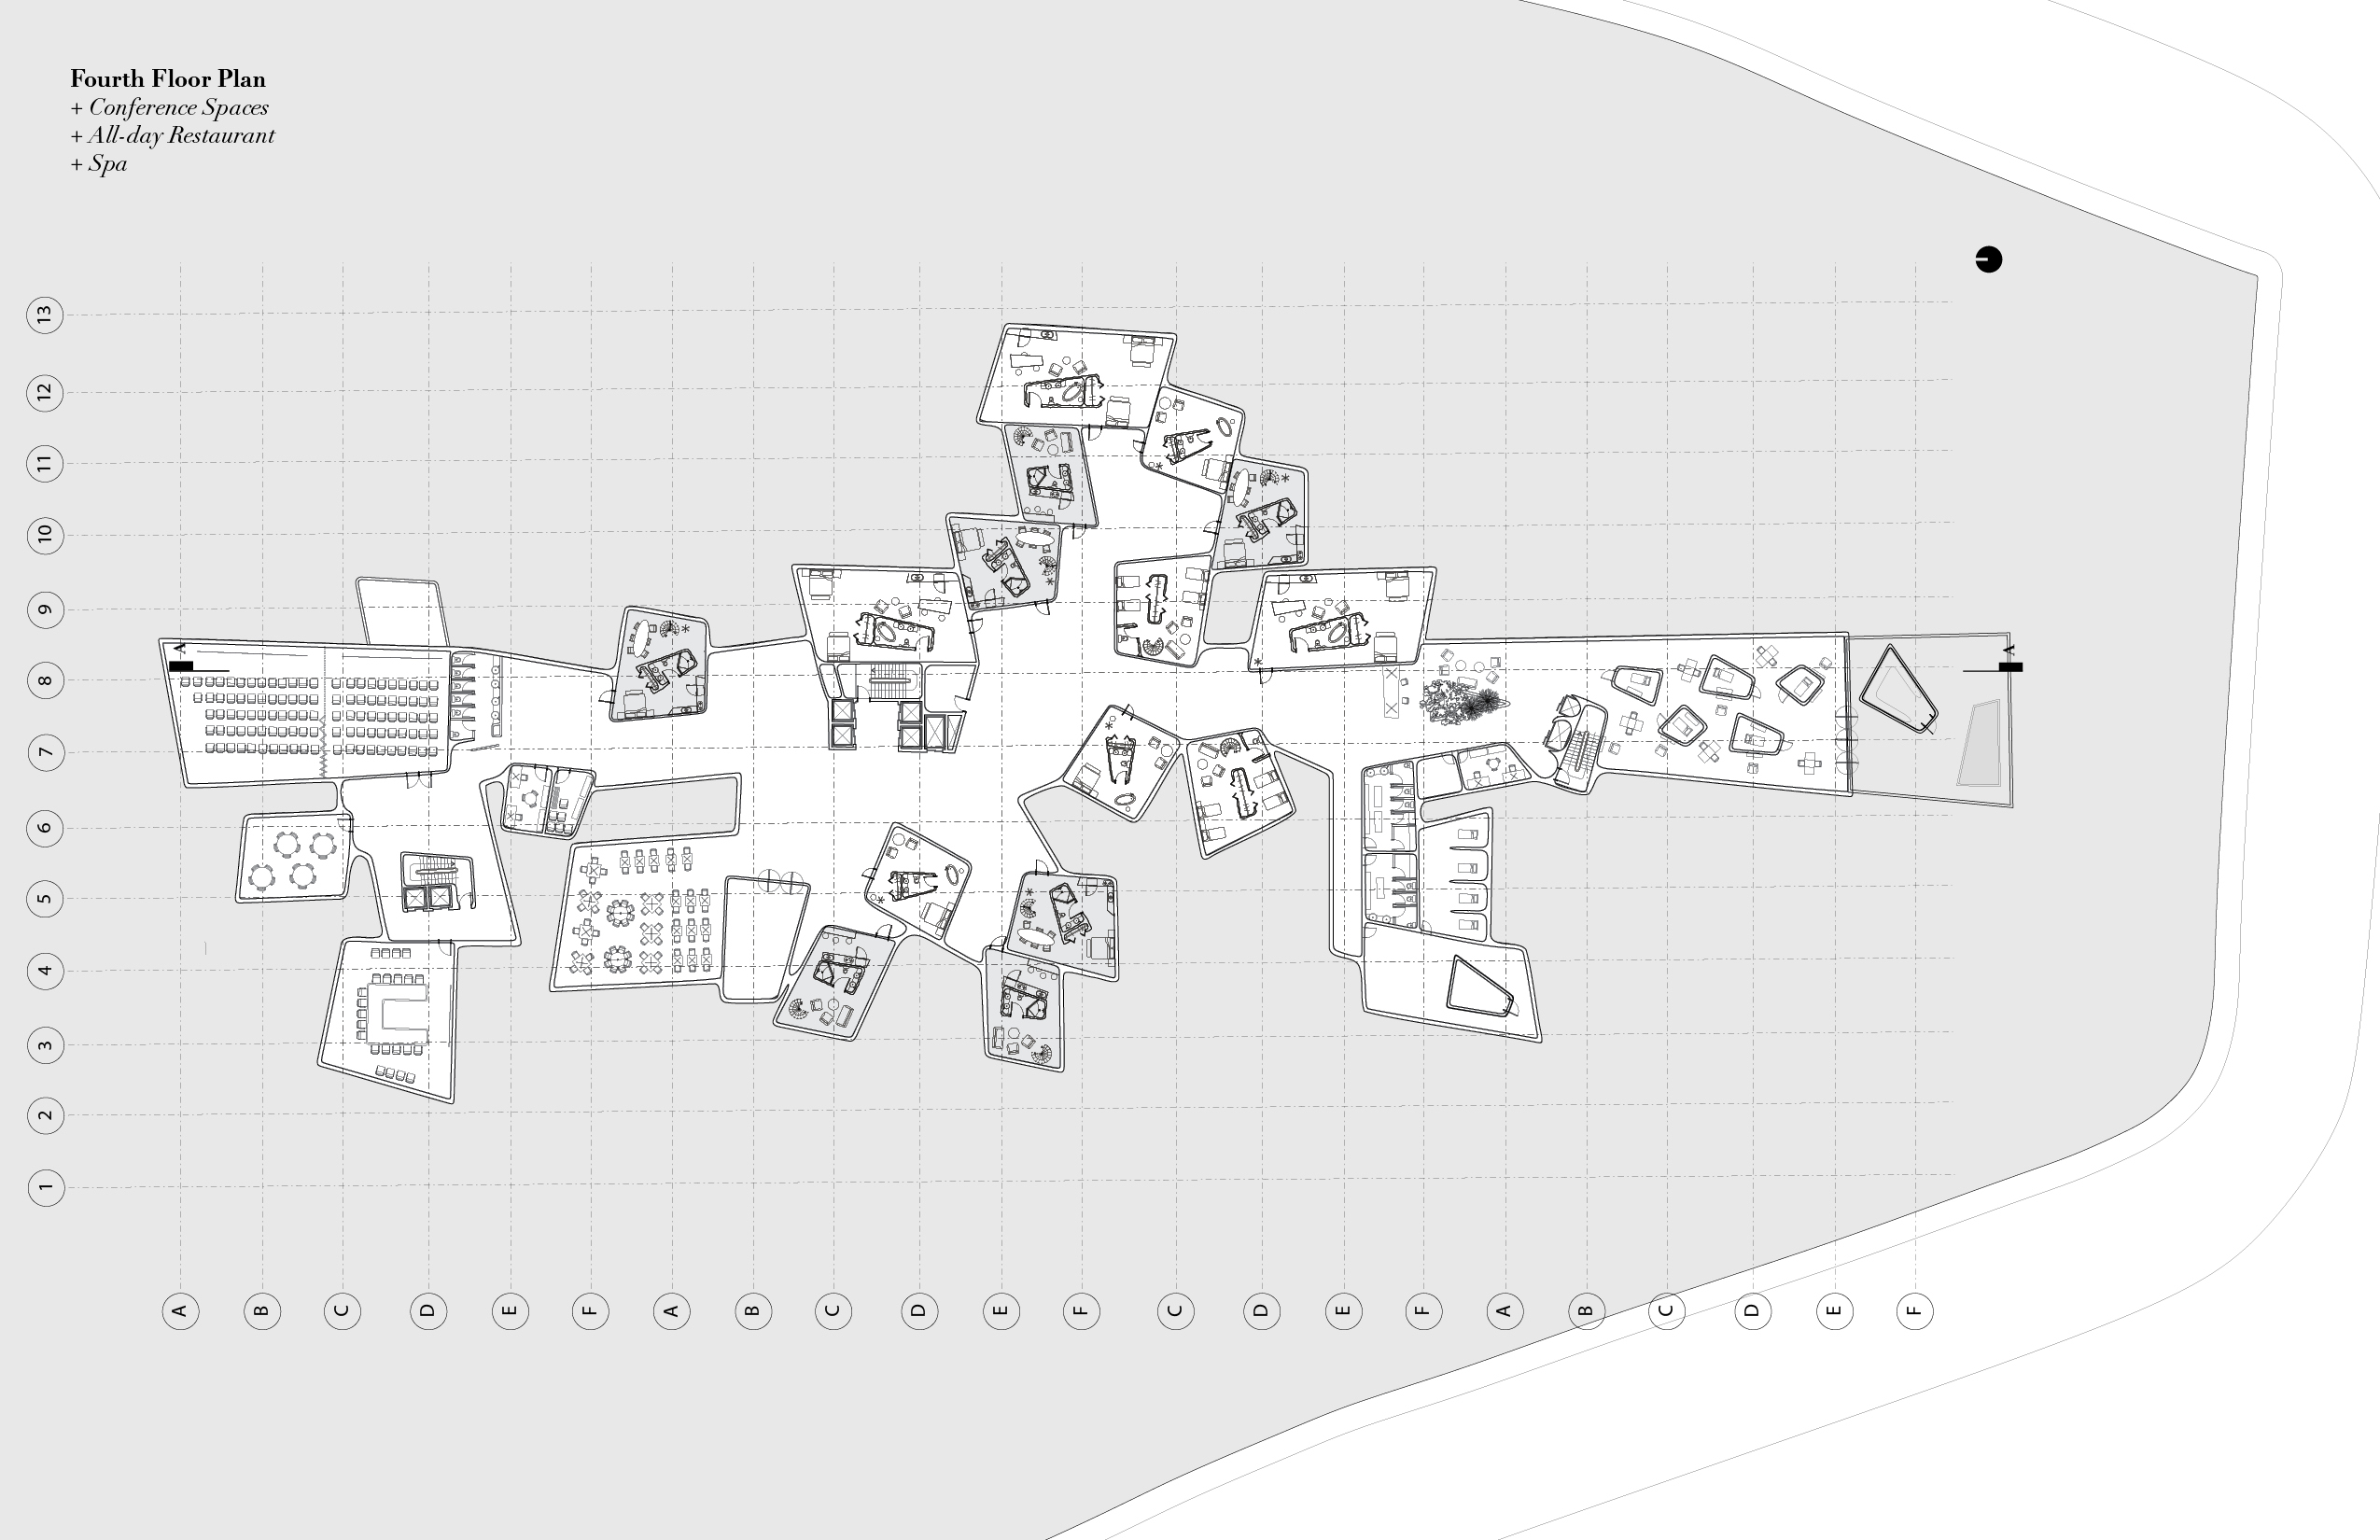 Fourth Floor Plan
+ Conference Spaces
+ All-day Restaurant
+ Spa
13
12
11
10
9
8
7
6
5
4
3
2
1
A
A
A B C D E F A B C D E F C D E F A B C D E F